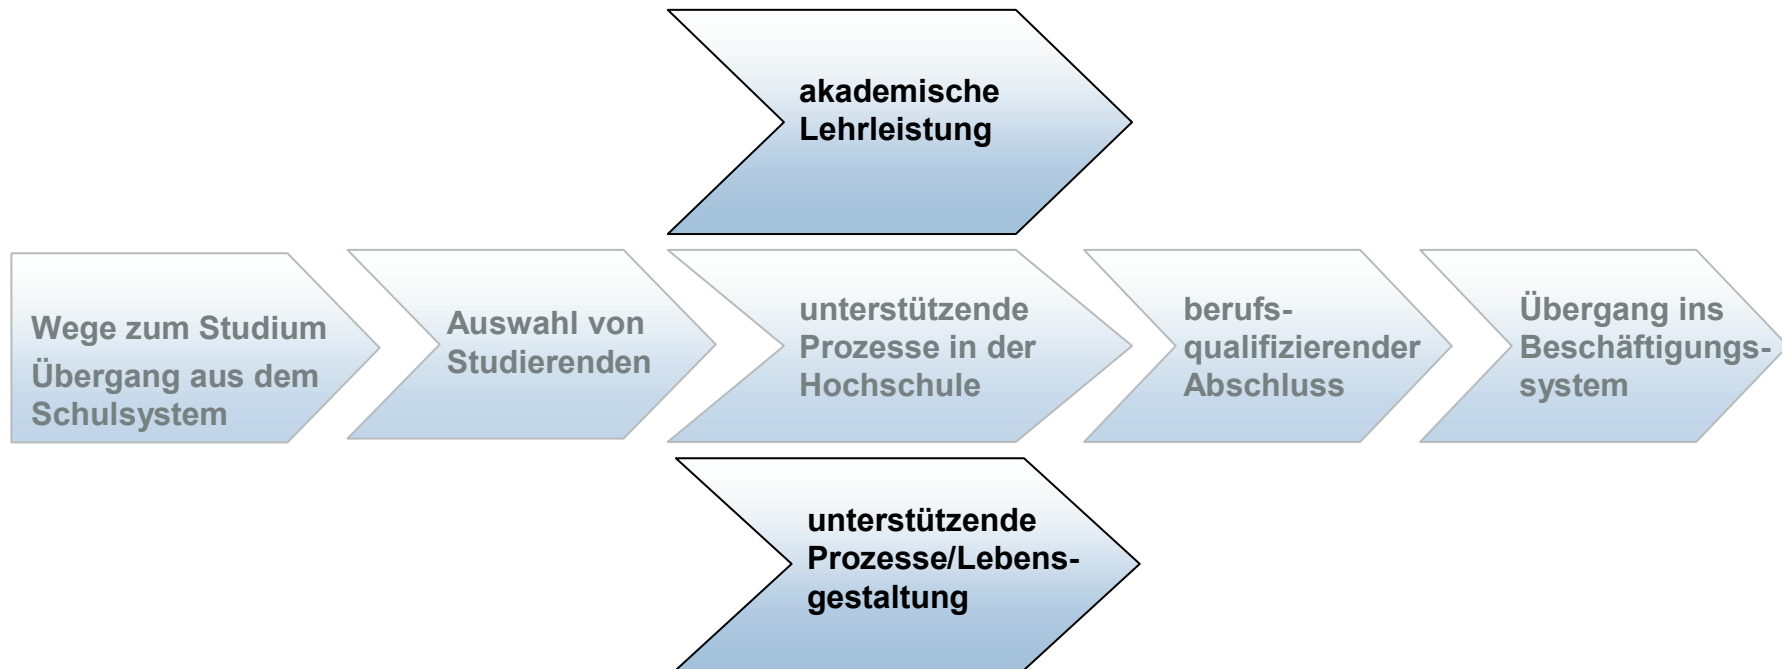 akademische
Lehrleistung
Wege zum Studium
Übergang aus dem
Schulsystem
Auswahl von
Studierenden
unterstützende
Prozesse in der
Hochschule
berufs-
qualifizierender
Abschluss
Übergang ins
Beschäftigungs-
system
unterstützende
Prozesse/Lebens-
gestaltung